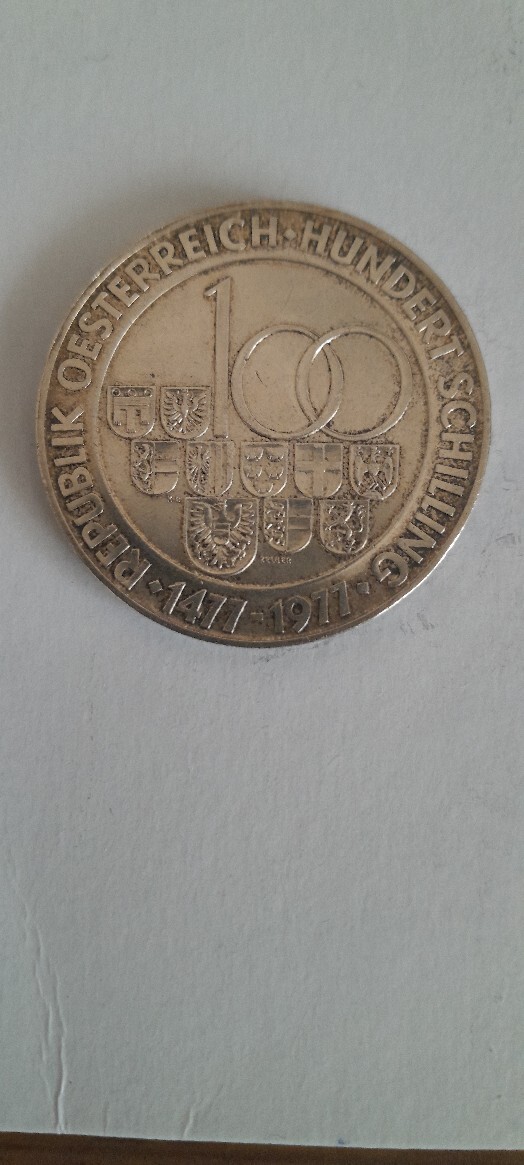 REPUBLIK OESTERREICH · HUNDERT SCHILLING ·
100
· 1477-1977 ·